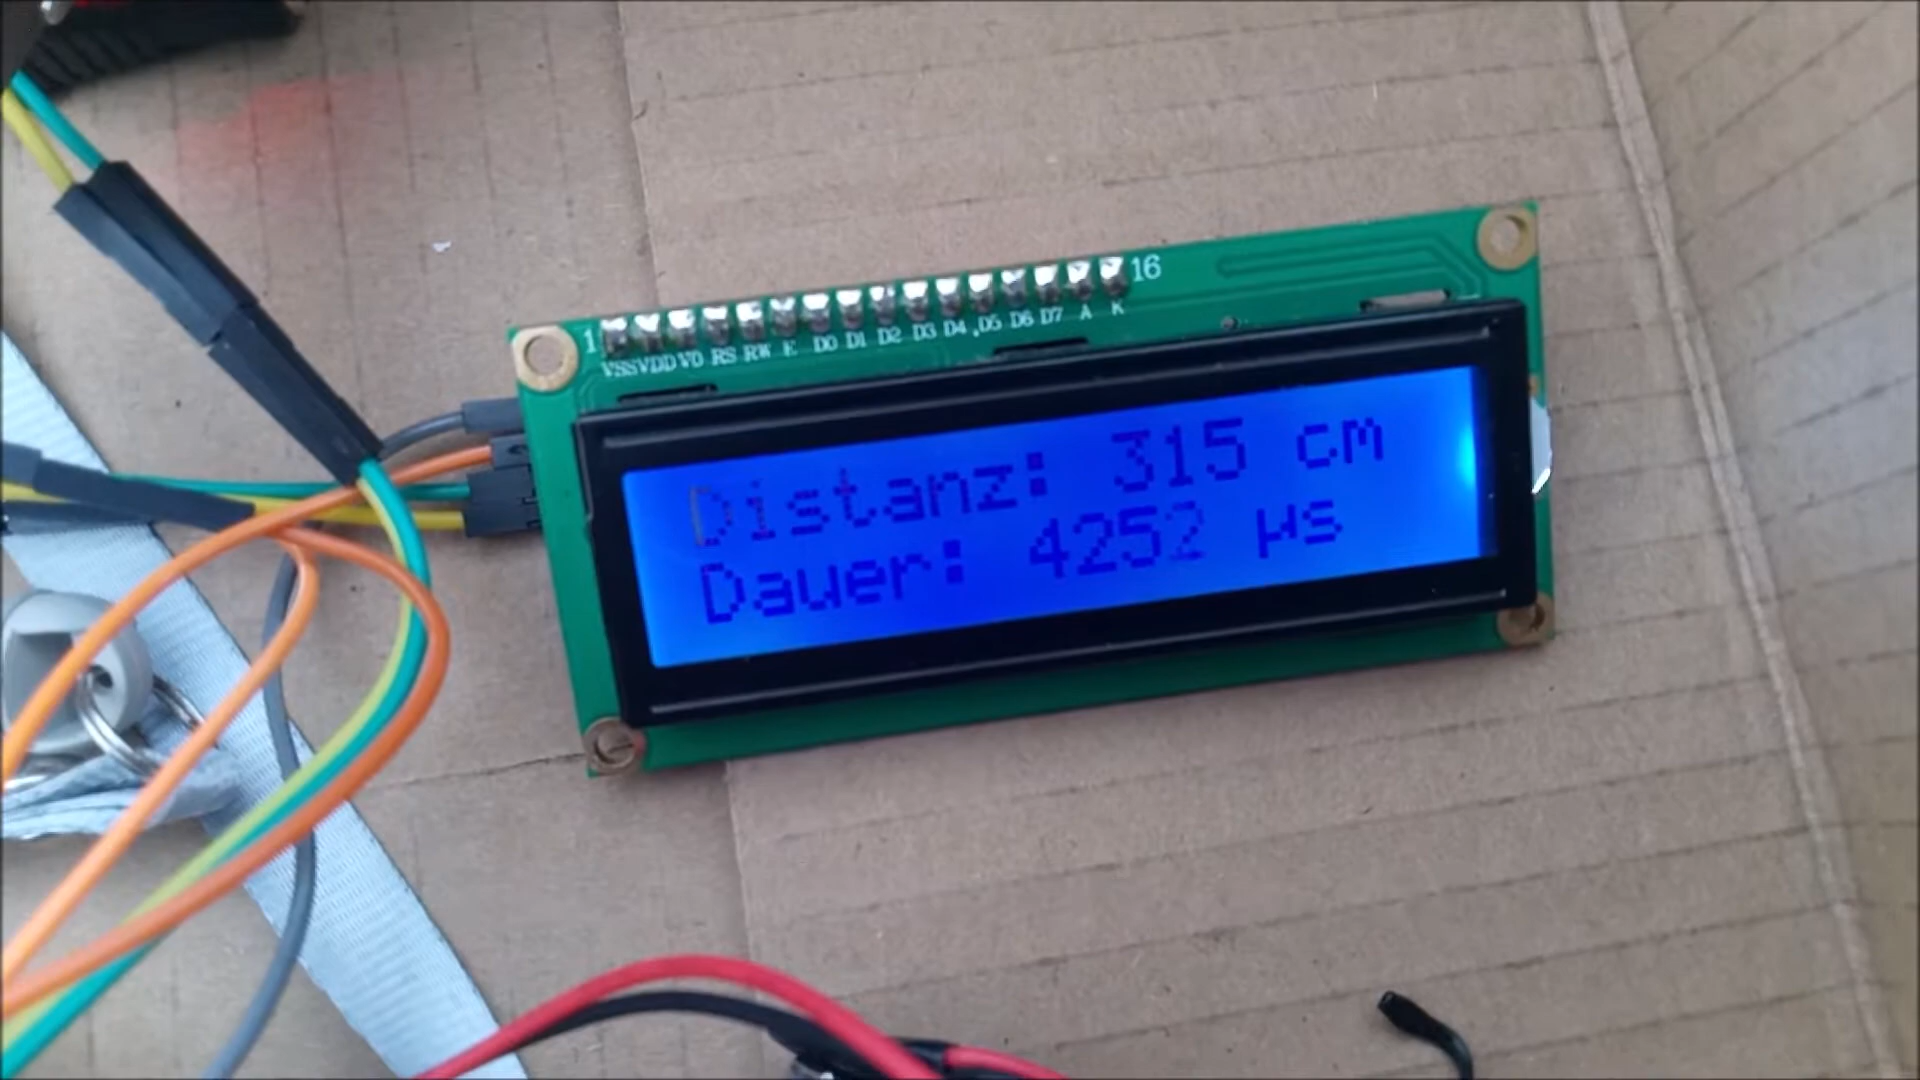 1 16
VSS VDD V0 RS RW E D0 D1 D2 D3 D4 D5 D6 D7 A K
Distanz: 315 cm
Dauer: 4252 µs